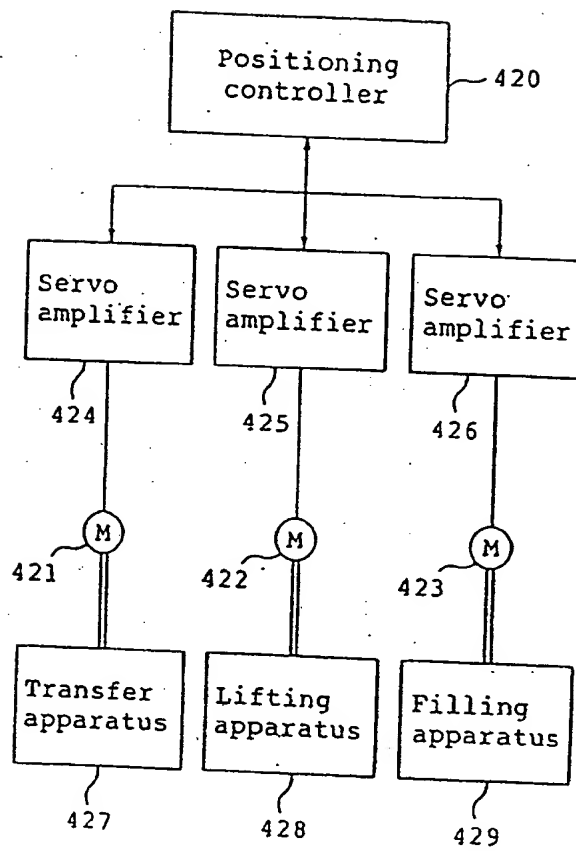 Positioning
controller
420
Servo
amplifier
Servo
amplifier
Servo
amplifier
424
425
426
M
M
M
421
422
423
Transfer
apparatus
Lifting
apparatus
Filling
apparatus
427
428
429